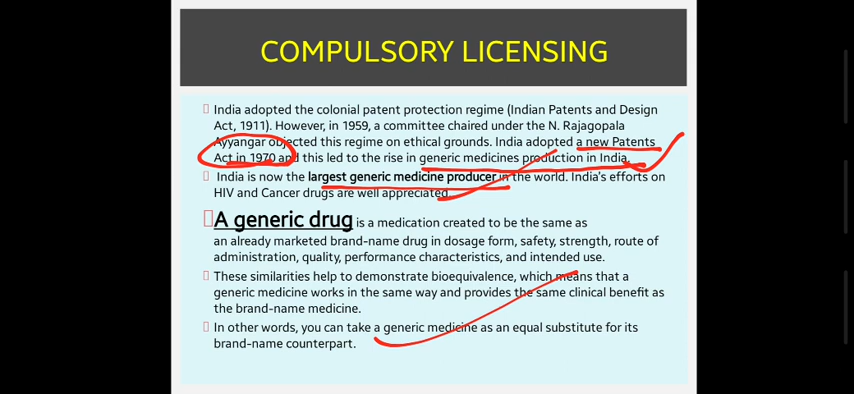 COMPULSORY LICENSING
India adopted the colonial patent protection regime (Indian Patents and Design
Act, 1911). However, in 1959, a committee chaired under the N. Rajagopala
Ayyangar objected this regime on ethical grounds. India adopted a new Patents
Act in 1970 and this led to the rise in generic medicines production in India.
India is now the largest generic medicine producer in the world. India's efforts on
HIV and Cancer drugs are well appreciated.
A generic drug is a medication created to be the same as
an already marketed brand-name drug in dosage form, safety, strength, route of
administration, quality, performance characteristics, and intended use.
These similarities help to demonstrate bioequivalence, which means that a
generic medicine works in the same way and provides the same clinical benefit as
the brand-name medicine.
In other words, you can take a generic medicine as an equal substitute for its
brand-name counterpart.